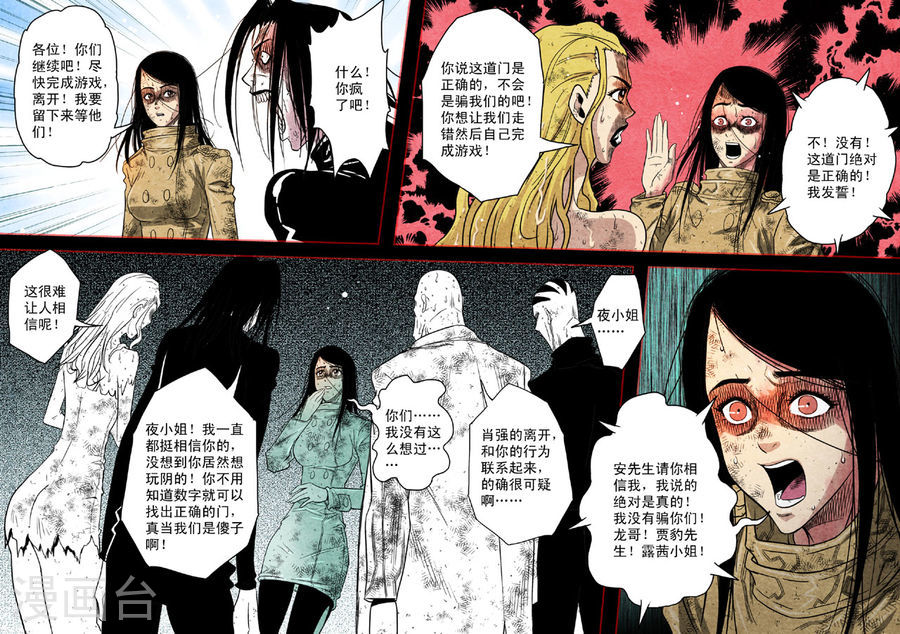 各位！你们
继续吧！尽
快完成游戏，
离开！我要
留下来等他
们！
什么！
你疯
了吧！
你说这道门是
正确的，不会
是骗我们的吧！
你想让我们走
错然后自己完
成游戏！
不！没有！
这道门绝对
是正确的！
我发誓！
这很难
让人相
信呢！
夜小姐！我一直
都挺相信你的，
没想到你居然想
玩阴的！你不用
知道数字就可以
找出正确的门，
真当我们是傻子
啊！
你们……
我没有这
么想过…
…
肖强的离开，
和你的行为
联系起来，
的确很可疑
啊……
夜小姐
……
安先生请你相
信我，我说的
绝对是真的！
我没有骗你们！
龙哥！贾豹先
生！露茜小姐！
漫画台